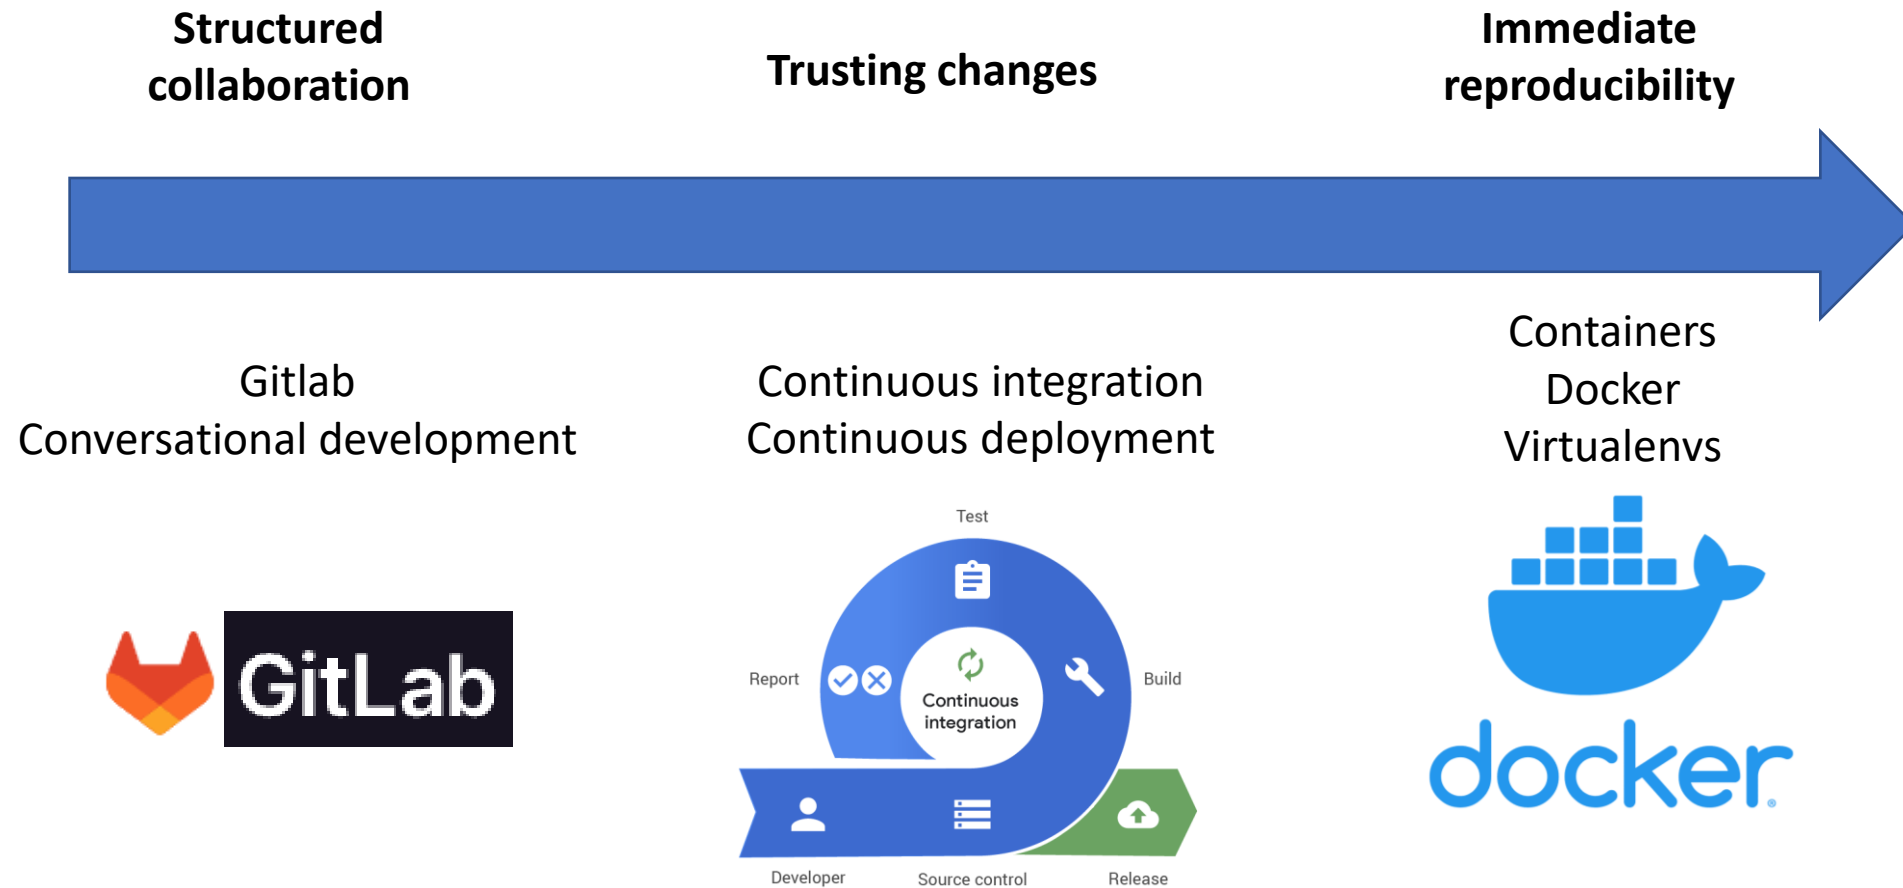 Structured
collaboration
Trusting changes
Immediate
reproducibility
Gitlab
Conversational development
Continuous integration
Continuous deployment
Containers
Docker
Virtualenvs
GitLab
Test
Report
Continuous
integration
Build
Developer
Source control
Release
docker®